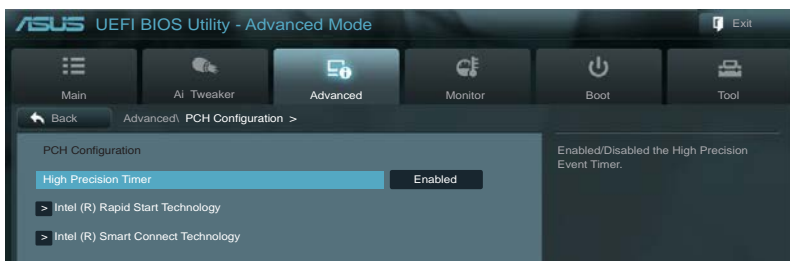 ASUS UEFI BIOS Utility - Advanced Mode
Exit
Main
Ai Tweaker
Advanced
Monitor
Boot
Tool
Back
Advanced\ PCH Configuration >
PCH Configuration
High Precision Timer
Enabled
> Intel (R) Rapid Start Technology
> Intel (R) Smart Connect Technology
Enabled/Disabled the High Precision
Event Timer.